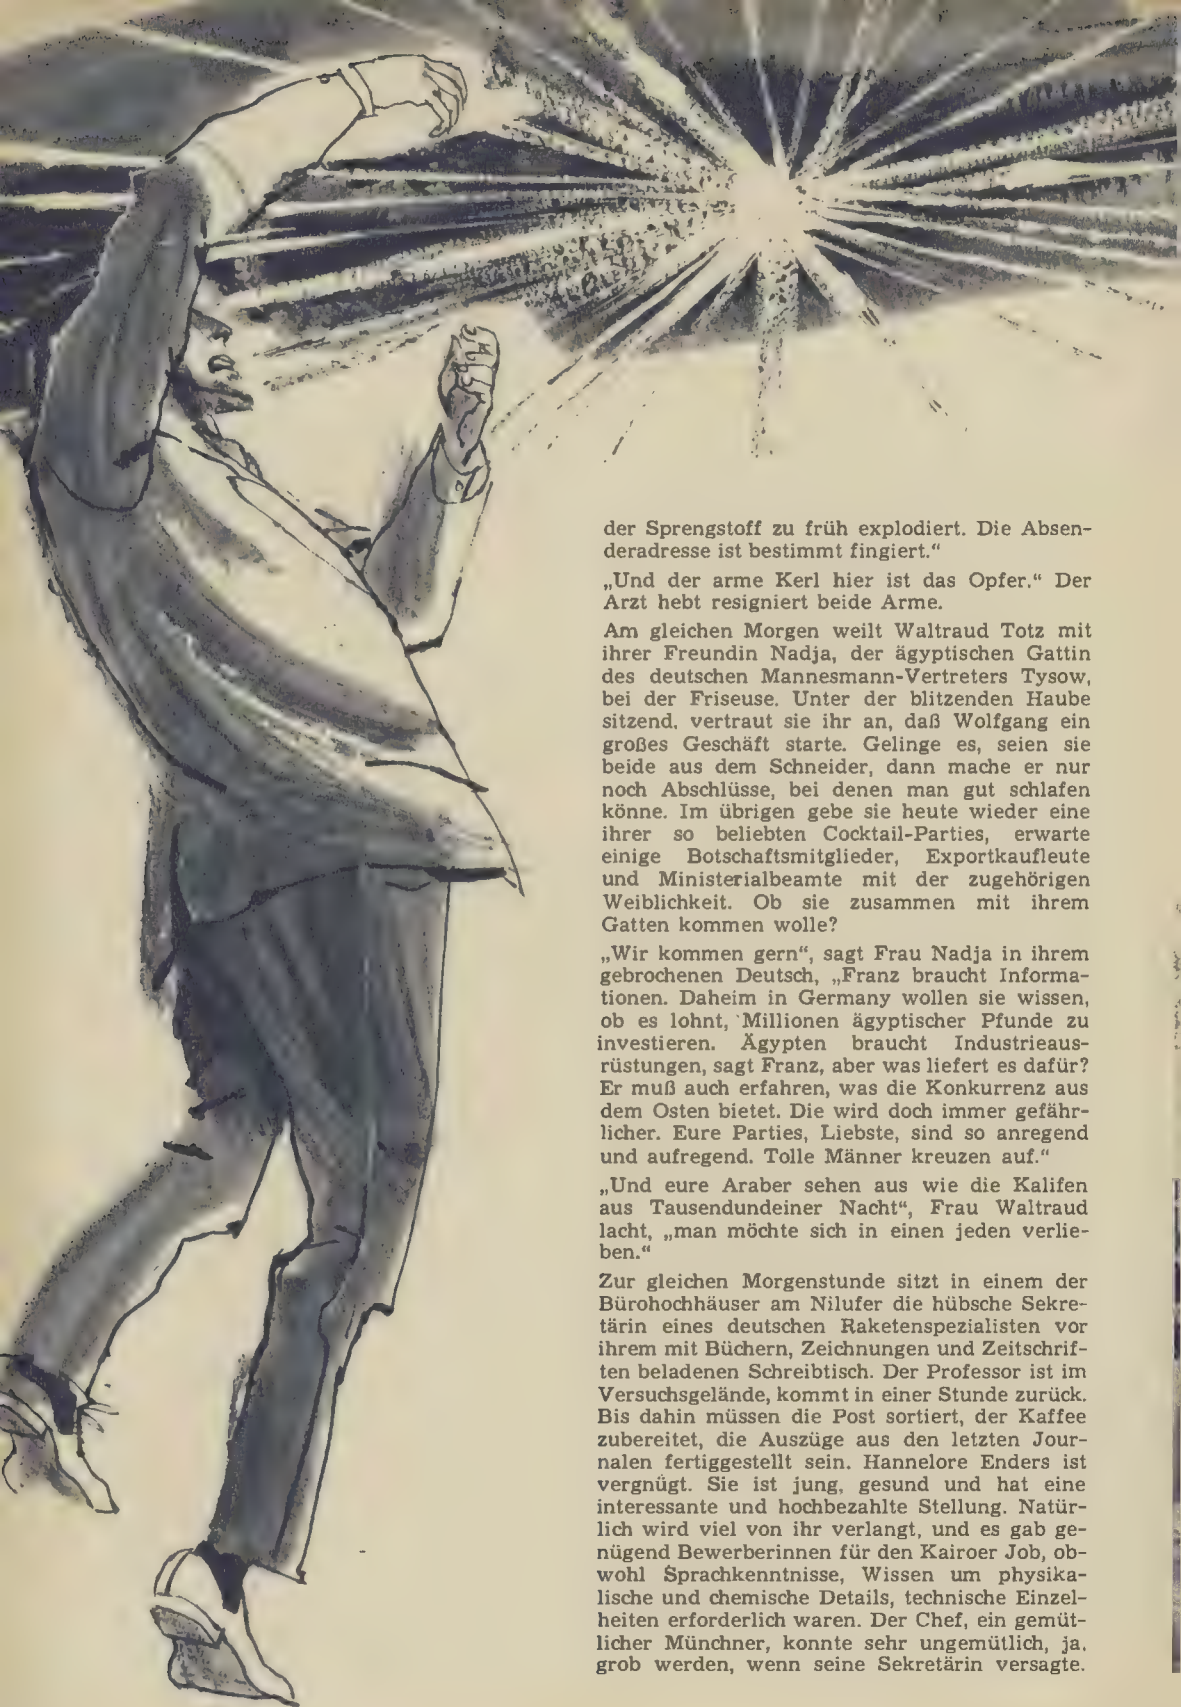 der Sprengstoff zu früh explodiert. Die Absen-
deradresse ist bestimmt fingiert.“
„Und der arme Kerl hier ist das Opfer.“ Der
Arzt hebt resigniert beide Arme.
Am gleichen Morgen weilt Waltraud Totz mit
ihrer Freundin Nadja, der ägyptischen Gattin
des deutschen Mannesmann-Vertreters Tysow,
bei der Friseuse. Unter der blitzenden Haube
sitzend, vertraut sie ihr an, daß Wolfgang ein
großes Geschäft starte. Gelinge es, seien sie
beide aus dem Schneider, dann mache er nur
noch Abschlüsse, bei denen man gut schlafen
könne. Im übrigen gebe sie heute wieder eine
ihrer so beliebten Cocktail-Parties, erwarte
einige Botschaftsmitglieder, Exportkaufleute
und Ministerialbeamte mit der zugehörigen
Weiblichkeit. Ob sie zusammen mit ihrem
Gatten kommen wolle?
„Wir kommen gern“, sagt Frau Nadja in ihrem
gebrochenen Deutsch, „Franz braucht Informa-
tionen. Daheim in Germany wollen sie wissen,
ob es lohnt, Millionen ägyptischer Pfunde zu
investieren. Ägypten braucht Industrieaus-
rüstungen, sagt Franz, aber was liefert es dafür?
Er muß auch erfahren, was die Konkurrenz aus
dem Osten bietet. Die wird doch immer gefähr-
licher. Eure Parties, Liebste, sind so anregend
und aufregend. Tolle Männer kreuzen auf.“
„Und eure Araber sehen aus wie die Kalifen
aus Tausendundeiner Nacht“, Frau Waltraud
lacht, „man möchte sich in einen jeden verlie-
ben.“
Zur gleichen Morgenstunde sitzt in einem der
Bürohochhäuser am Nilufer die hübsche Sekre-
tärin eines deutschen Raketenspezialisten vor
ihrem mit Büchern, Zeichnungen und Zeitschrif-
ten beladenen Schreibtisch. Der Professor ist im
Versuchsgelände, kommt in einer Stunde zurück.
Bis dahin müssen die Post sortiert, der Kaffee
zubereitet, die Auszüge aus den letzten Jour-
nalen fertiggestellt sein. Hannelore Enders ist
vergnügt. Sie ist jung, gesund und hat eine
interessante und hochbezahlte Stellung. Natür-
lich wird viel von ihr verlangt, und es gab ge-
nügend Bewerberinnen für den Kairoer Job, ob-
wohl Sprachkenntnisse, Wissen um physika-
lische und chemische Details, technische Einzel-
heiten erforderlich waren. Der Chef, ein gemüt-
licher Münchner, konnte sehr ungemütlich, ja,
grob werden, wenn seine Sekretärin versagte.